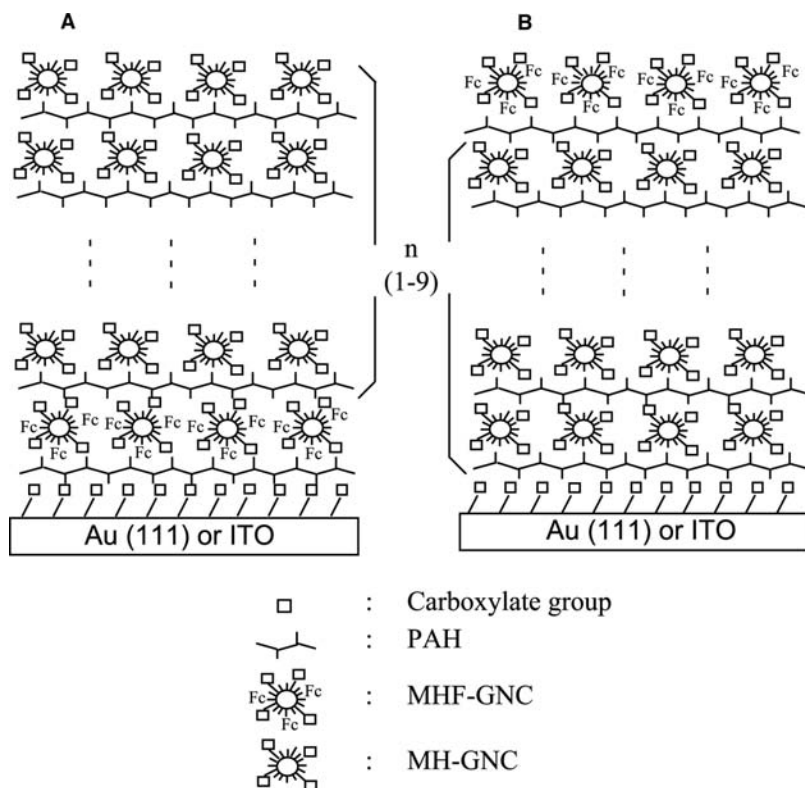 A
B
Fc Fc Fc Fc Fc Fc Fc Fc
Fc Fc Fc Fc
n
(1-9)
Fc Fc Fc Fc Fc Fc Fc Fc
Fc Fc Fc Fc
Au (111) or ITO
Au (111) or ITO
: Carboxylate group
: PAH
Fc Fc : MHF-GNC
Fc
: MH-GNC